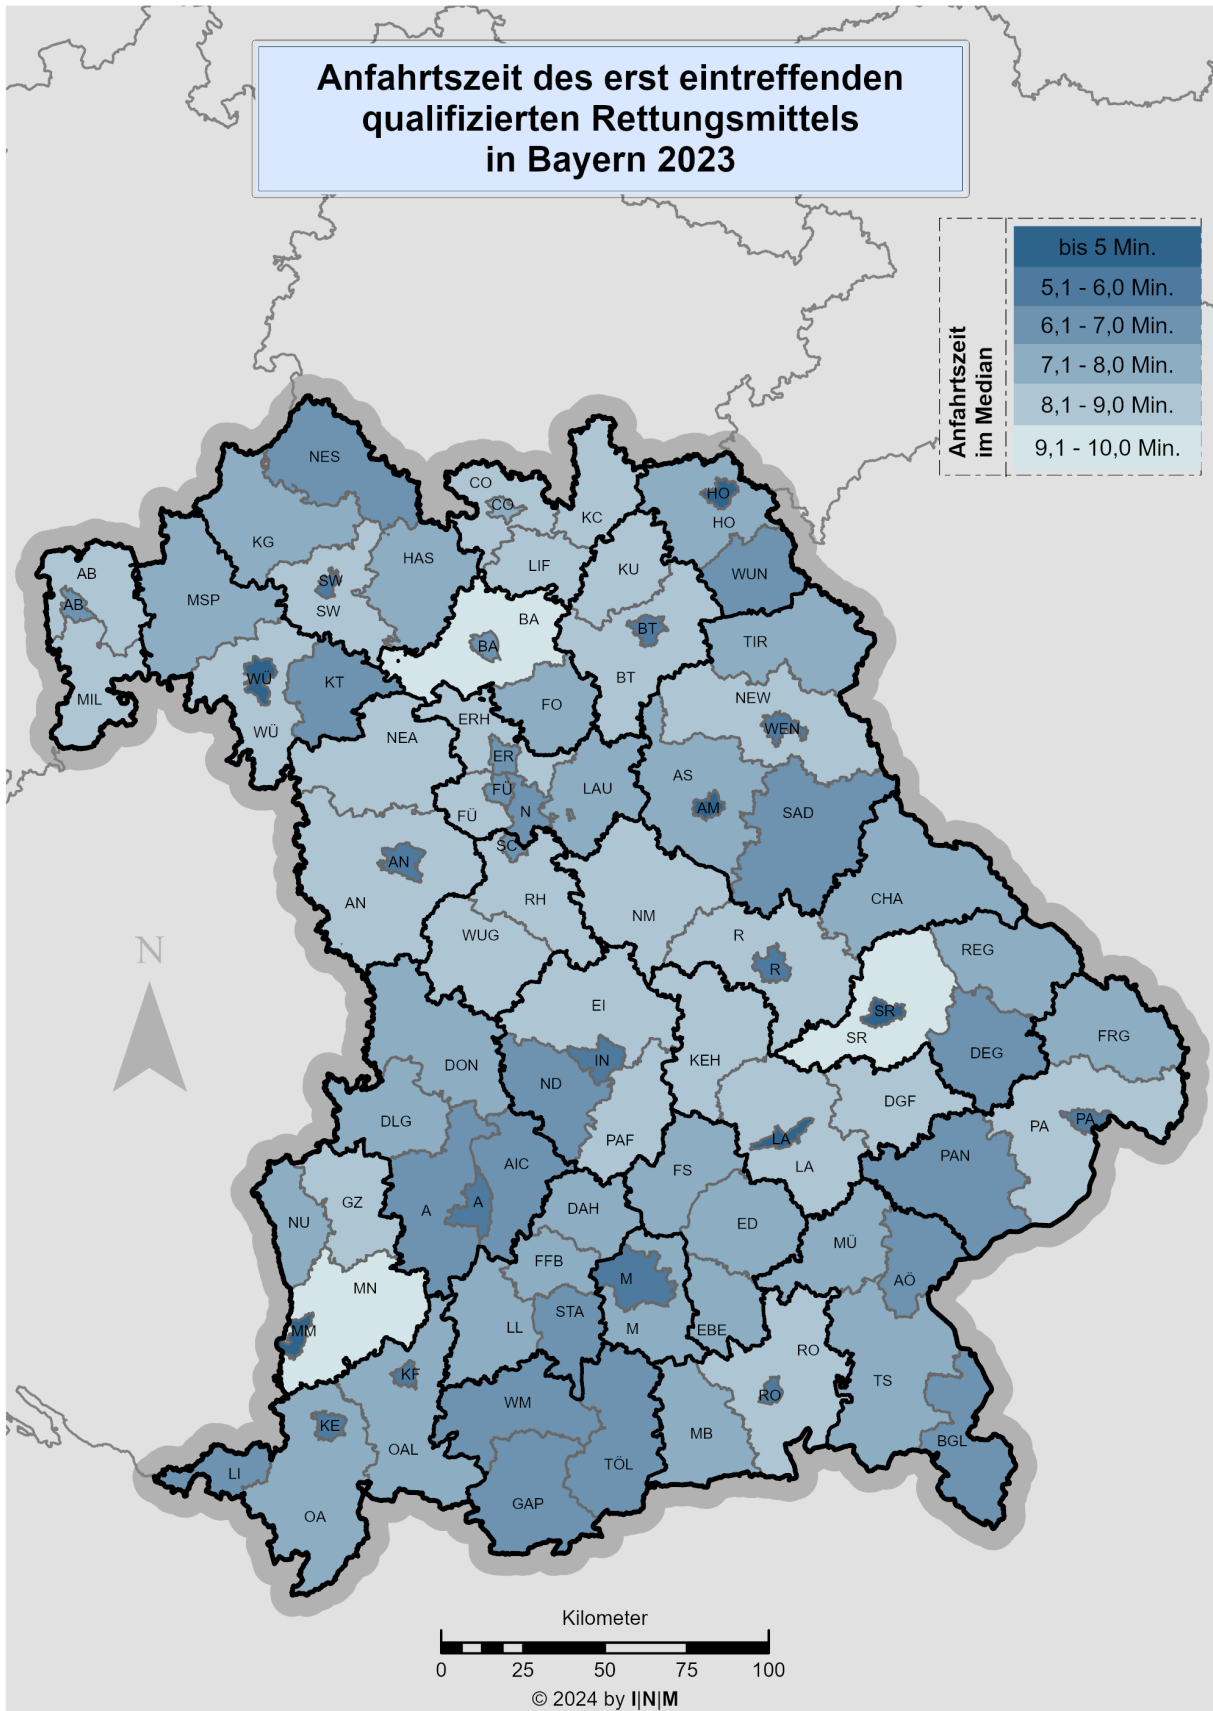 Anfahrtszeit des erst eintreffenden
qualifizierten Rettungsmittels
in Bayern 2023
Anfahrtszeit
im Median
bis 5 Min.
5,1 - 6,0 Min.
6,1 - 7,0 Min.
7,1 - 8,0 Min.
8,1 - 9,0 Min.
9,1 - 10,0 Min.
NES
CO
CO
KC
HO
HO
KG
HAS
LIF
KU
WUN
AB
AB
MSP
SW
SW
BA
BA
BT
BT
TIR
MIL
WÜ
WÜ
KT
FO
NEW
WEN
ERH
NEA
ER
FÜ
FÜ
N
LAU
AS
AM
SAD
SC
AN
AN
RH
NM
CHA
WUG
R
R
REG
EI
SR
SR
FRG
DON
ND
IN
KEH
DEG
DLG
PAF
DGF
PA
PA
LA
LA
AIC
FS
PAN
NU
GZ
A
A
DAH
ED
MÜ
AÖ
MN
FFB
M
M
MM
LL
STA
EBE
RO
RO
TS
KF
KE
WM
OAL
MB
BGL
LI
TÖL
GAP
OA
N
Kilometer
0 25 50 75 100
© 2024 by I|N|M